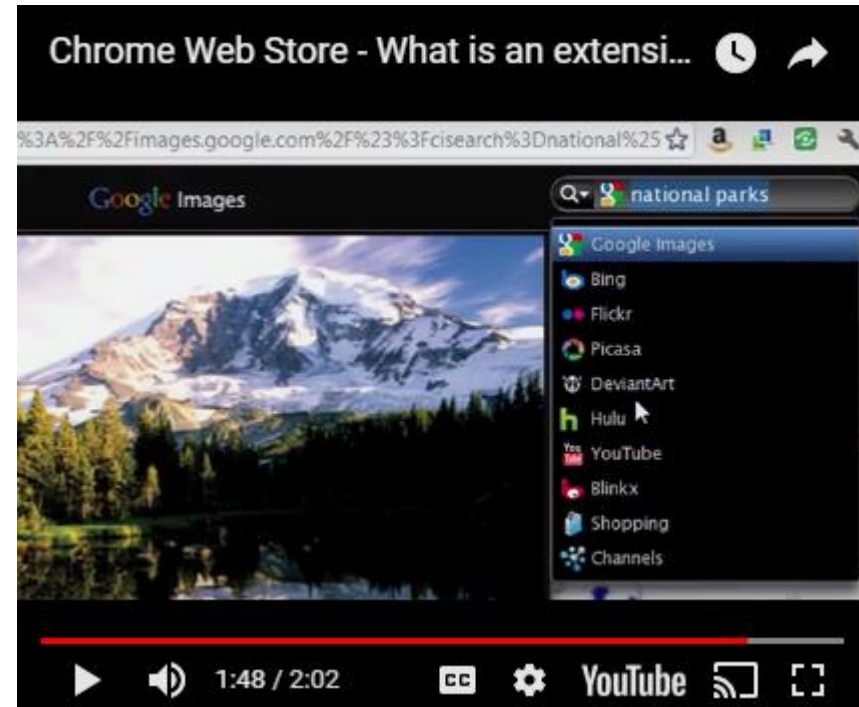 Chrome Web Store - What is an extensi...
%3A%2F%2Fimages.google.com%2F%23%3Fcisearch%3Dnational%25
Google Images
national parks
Google Images
Bing
Flickr
Picasa
DeviantArt
Hulu
YouTube
Blinkx
Shopping
Channels
1:48 / 2:02 CC YouTube